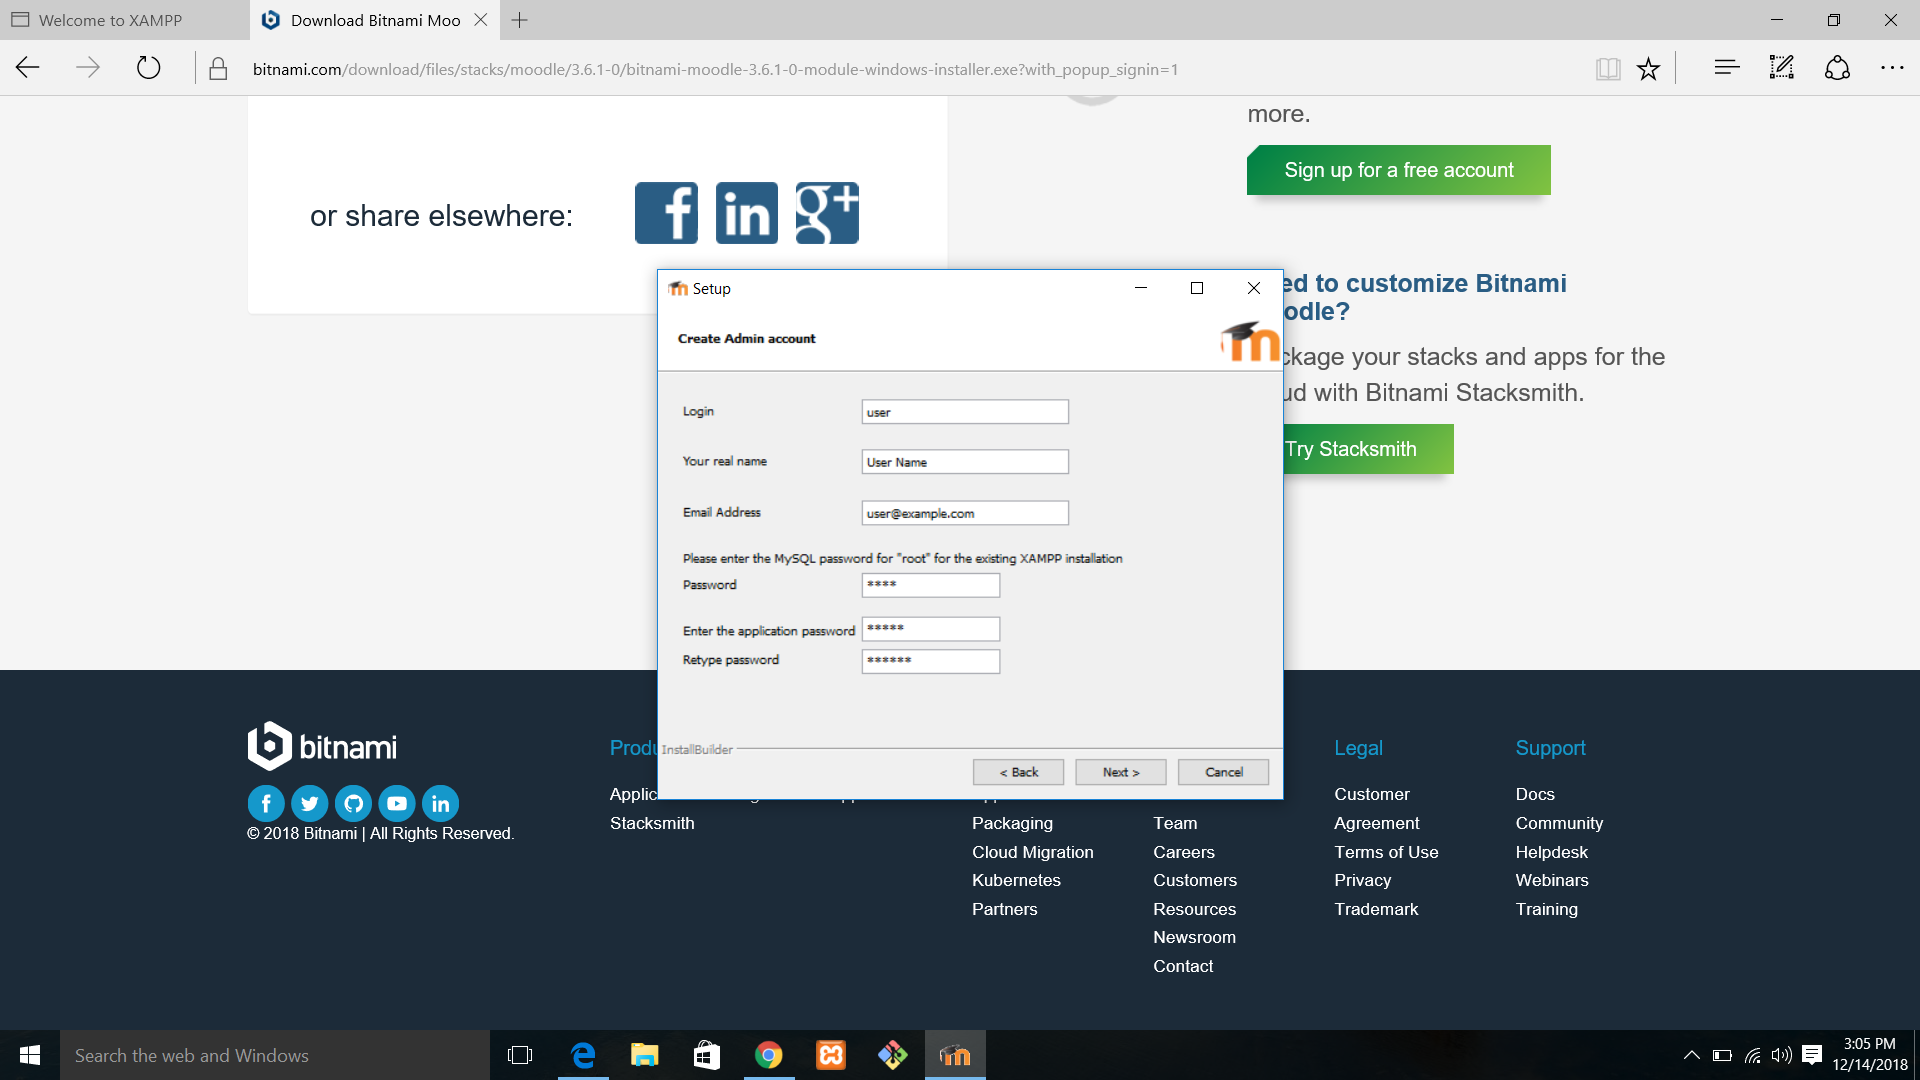 Welcome to XAMPP
Download Bitnami Moo
bitnami.com/download/files/stacks/moodle/3.6.1-0/bitnami-moodle-3.6.1-0-module-windows-installer.exe?with_popup_signin=1
more.
Sign up for a free account
or share elsewhere:
f in g+
ed to customize Bitnami
odle?
ckage your stacks and apps for the
ud with Bitnami Stacksmith.
Try Stacksmith
Setup
Create Admin account
Login
user
Your real name
User Name
Email Address
user@example.com
Please enter the MySQL password for "root" for the existing XAMPP installation
Password
****
Enter the application password
*****
Retype password
******
InstallBuilder
< Back
Next >
Cancel
bitnami
© 2018 Bitnami | All Rights Reserved.
Produ
Applic
Stacksmith
Packaging
Cloud Migration
Kubernetes
Partners
Team
Careers
Customers
Resources
Newsroom
Contact
Legal
Customer
Agreement
Terms of Use
Privacy
Trademark
Support
Docs
Community
Helpdesk
Webinars
Training
Search the web and Windows
3:05 PM
12/14/2018